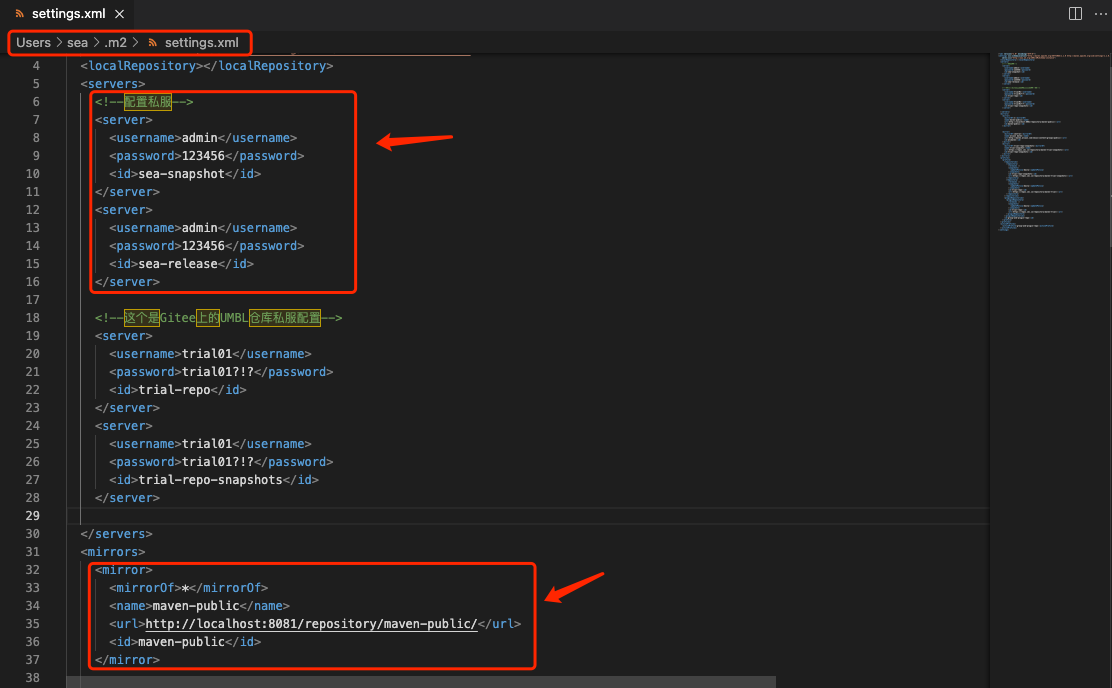 settings.xml
Users > sea > .m2 > settings.xml
4 <localRepository></localRepository>
5 <servers>
6 <!--配置私服-->
7 <server>
8 <username>admin</username>
9 <password>123456</password>
10 <id>sea-snapshot</id>
11 </server>
12 <server>
13 <username>admin</username>
14 <password>123456</password>
15 <id>sea-release</id>
16 </server>
17
18 <!--这个是Gitee上的UMBL仓库私服配置-->
19 <server>
20 <username>trial01</username>
21 <password>trial01?!?</password>
22 <id>trial-repo</id>
23 </server>
24 <server>
25 <username>trial01</username>
26 <password>trial01?!?</password>
27 <id>trial-repo-snapshots</id>
28 </server>
29
30 </servers>
31 <mirrors>
32 <mirror>
33 <mirrorOf>*</mirrorOf>
34 <name>maven-public</name>
35 <url>http://localhost:8081/repository/maven-public/</url>
36 <id>maven-public</id>
37 </mirror>
38